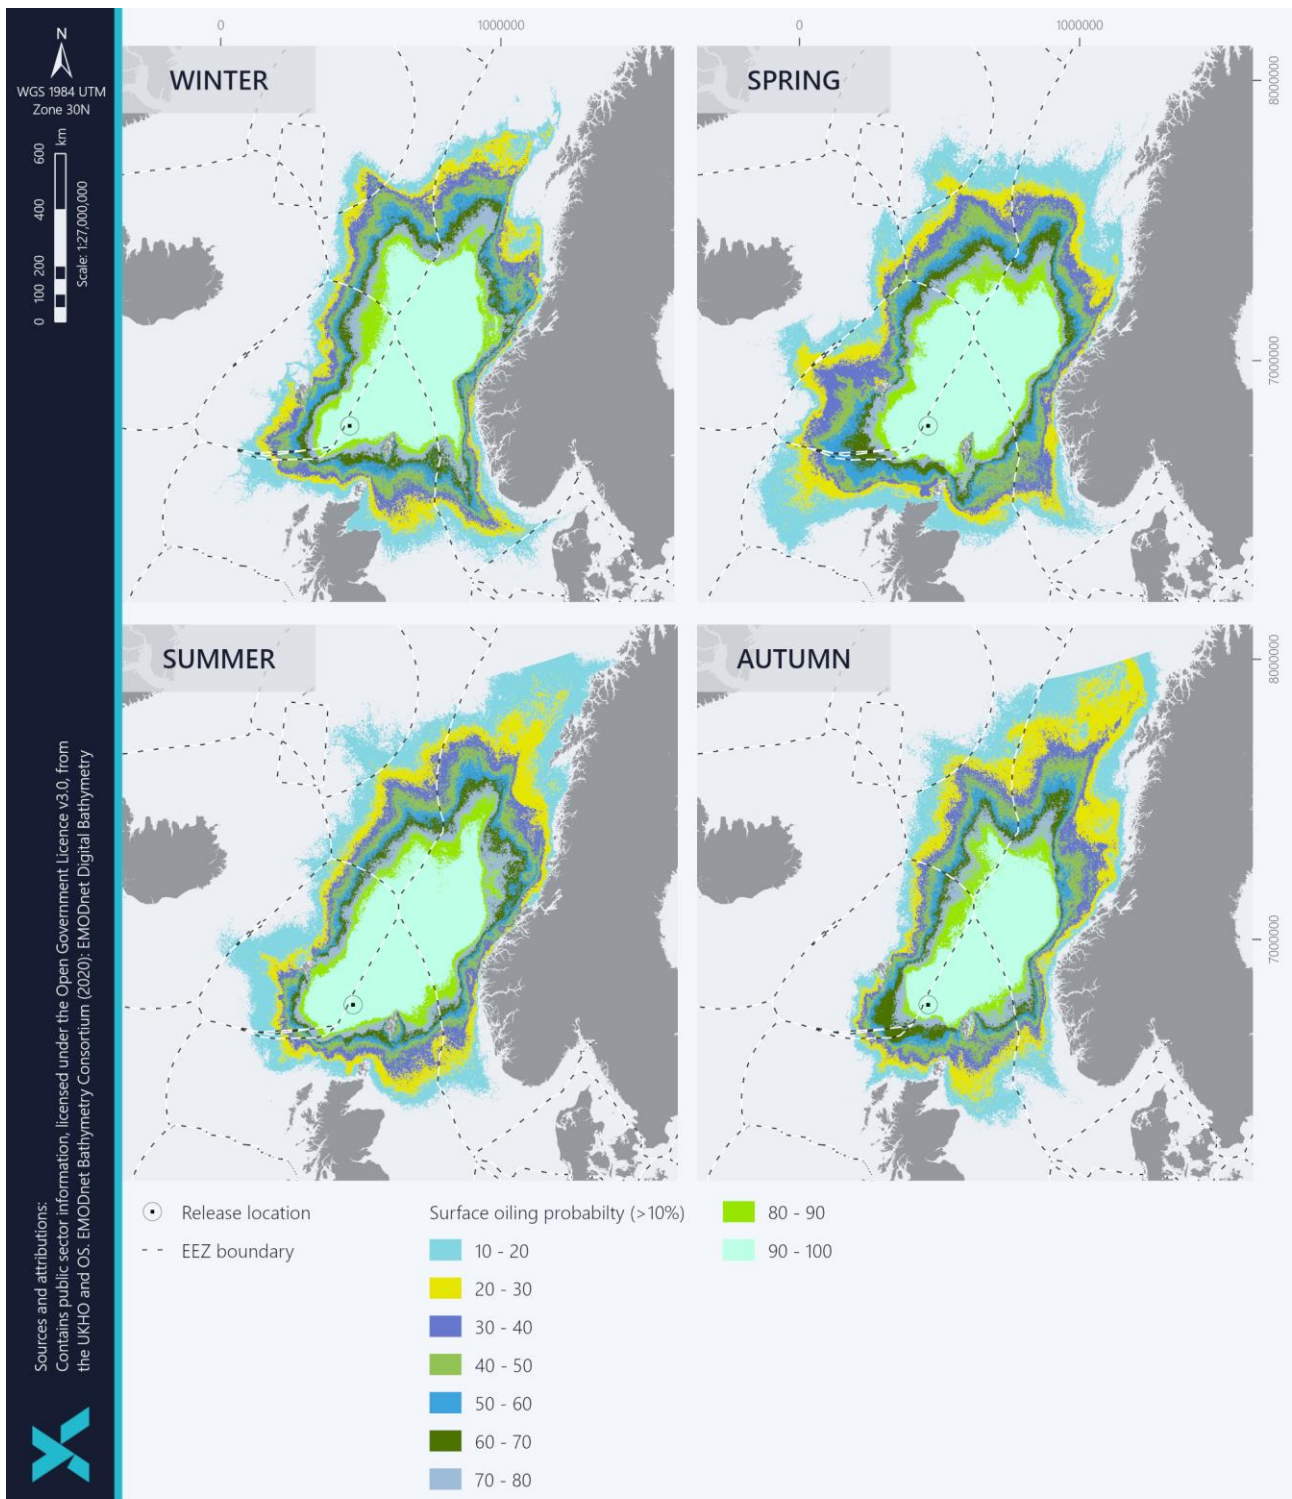 N
WGS 1984 UTM
Zone 30N
0 100 200 400 600
km
Scale: 1:27,000,000
Sources and attributions:
Contains public sector information, licensed under the Open Government Licence v3.0, from
the UKHO and OS. EMODnet Bathymetry Consortium (2020): EMODnet Digital Bathymetry
0 1000000 0 1000000
WINTER
SPRING
8000000
7000000
SUMMER
AUTUMN
8000000
7000000
Release location
EEZ boundary
Surface oiling probabilty (>10%)
10 - 20
20 - 30
30 - 40
40 - 50
50 - 60
60 - 70
70 - 80
80 - 90
90 - 100